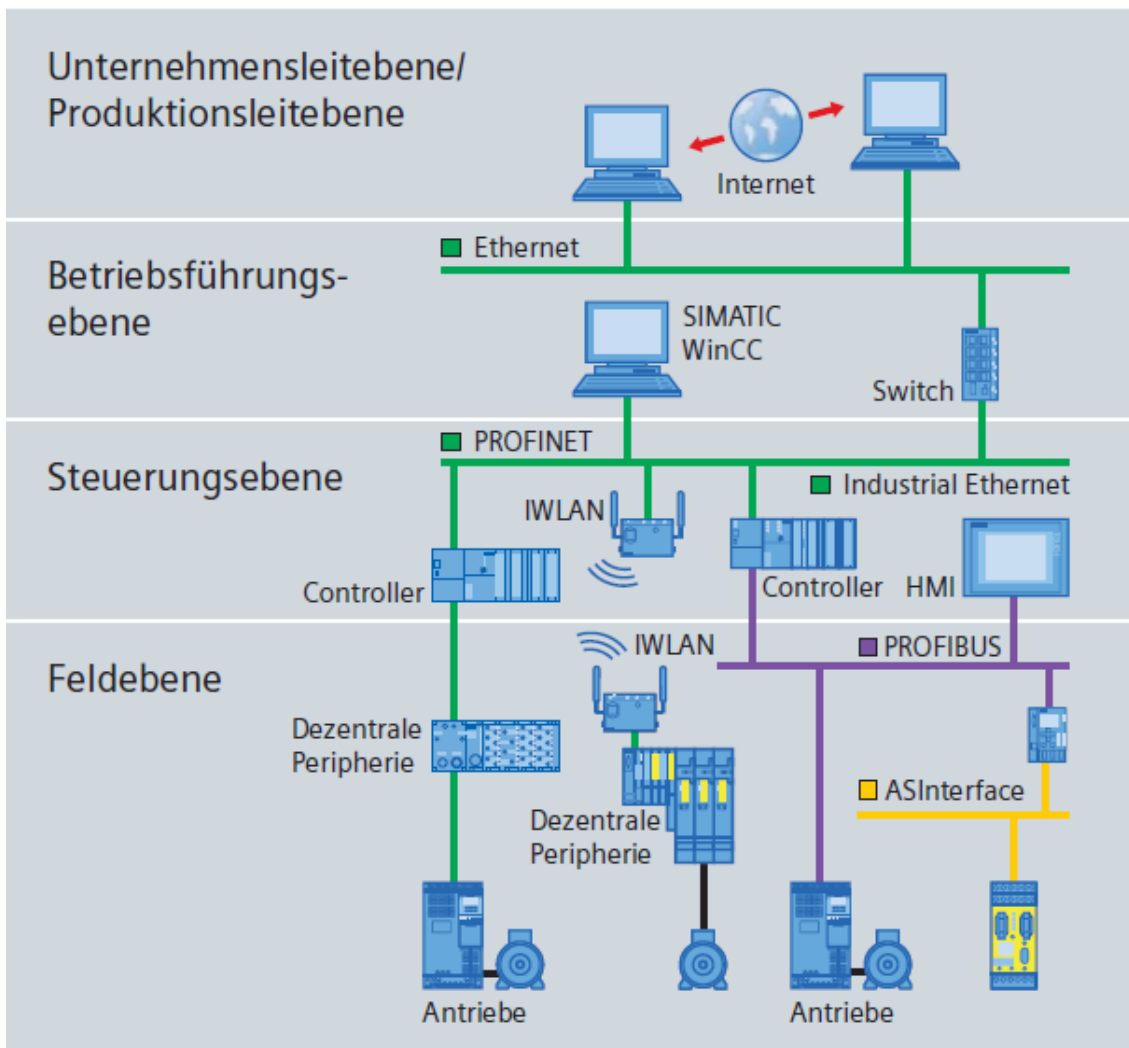 Unternehmensleitebene/
Produktionsleitebene
Internet
Ethernet
Betriebsführungs-
ebene
SIMATIC
WinCC
Switch
PROFINET
Steuerungsebene
Industrial Ethernet
IWLAN
Controller
Controller
HMI
IWLAN
PROFIBUS
Feldebene
Dezentrale
Peripherie
ASInterface
Dezentrale
Peripherie
Antriebe
Antriebe